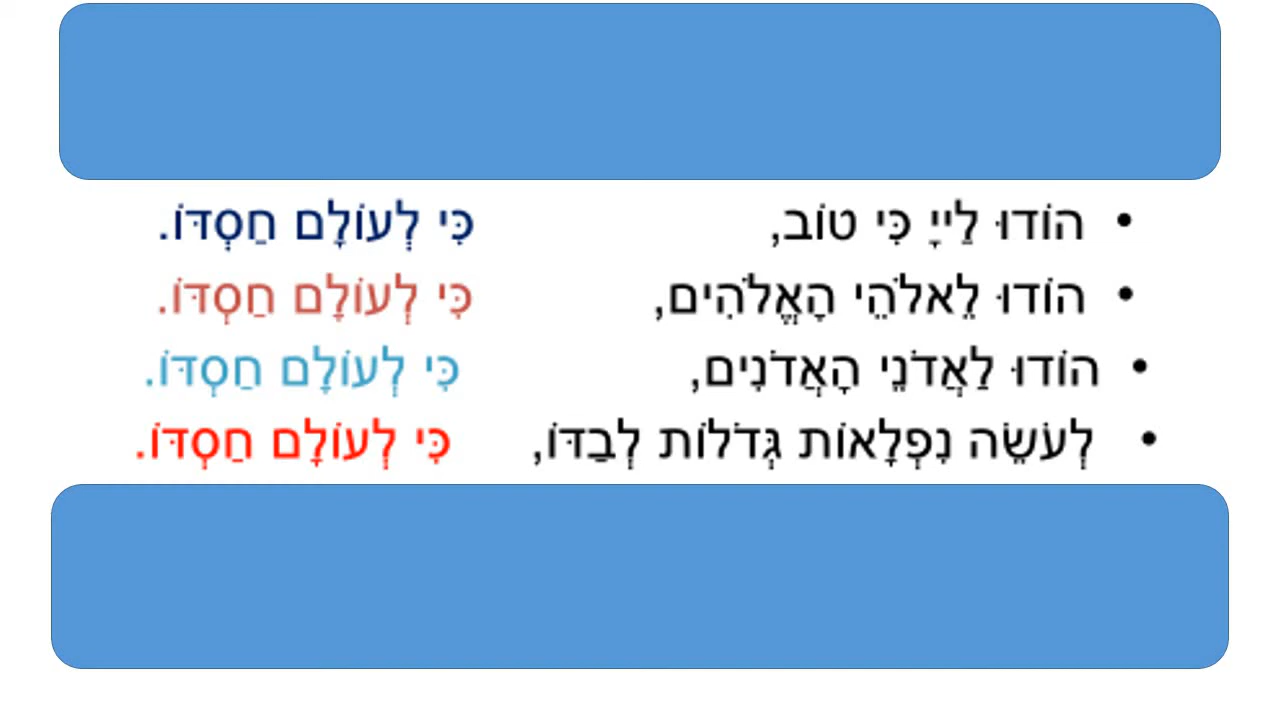 • הוֹדוּ לַייָ כִּי טוֹב, כִּי לְעוֹלָם חַסְדּוֹ.
• הוֹדוּ לֵאלֹהֵי הָאֱלֹהִים, כִּי לְעוֹלָם חַסְדּוֹ.
• הוֹדוּ לַאֲדֹנֵי הָאֲדֹנִים, כִּי לְעוֹלָם חַסְדּוֹ.
• לְעֹשֵׂה נִפְלָאוֹת גְּדֹלוֹת לְבַדּוֹ, כִּי לְעוֹלָם חַסְדּוֹ.